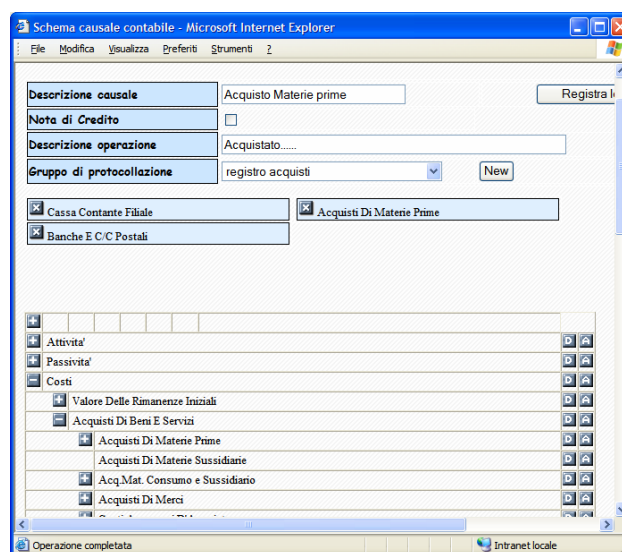 Schema causale contabile - Microsoft Internet Explorer
File Modifica Visualizza Preferiti Strumenti ?
Descrizione causale Acquisto Materie prime Registra
Nota di Credito
Descrizione operazione Acquistato......
Gruppo di protocollazione registro acquisti New
Cassa Contante Filiale Acquisti Di Materie Prime
Banche E C/C Postali
Attivita' D A
Passivita' D A
Costi D A
Valore Delle Rimanenze Iniziali D A
Acquisti Di Beni E Servizi D A
Acquisti Di Materie Prime D A
Acquisti Di Materie Sussidiarie D A
Acq.Mat. Consumo e Sussidiario D A
Acquisti Di Merci D A
Operazione completata Intranet locale